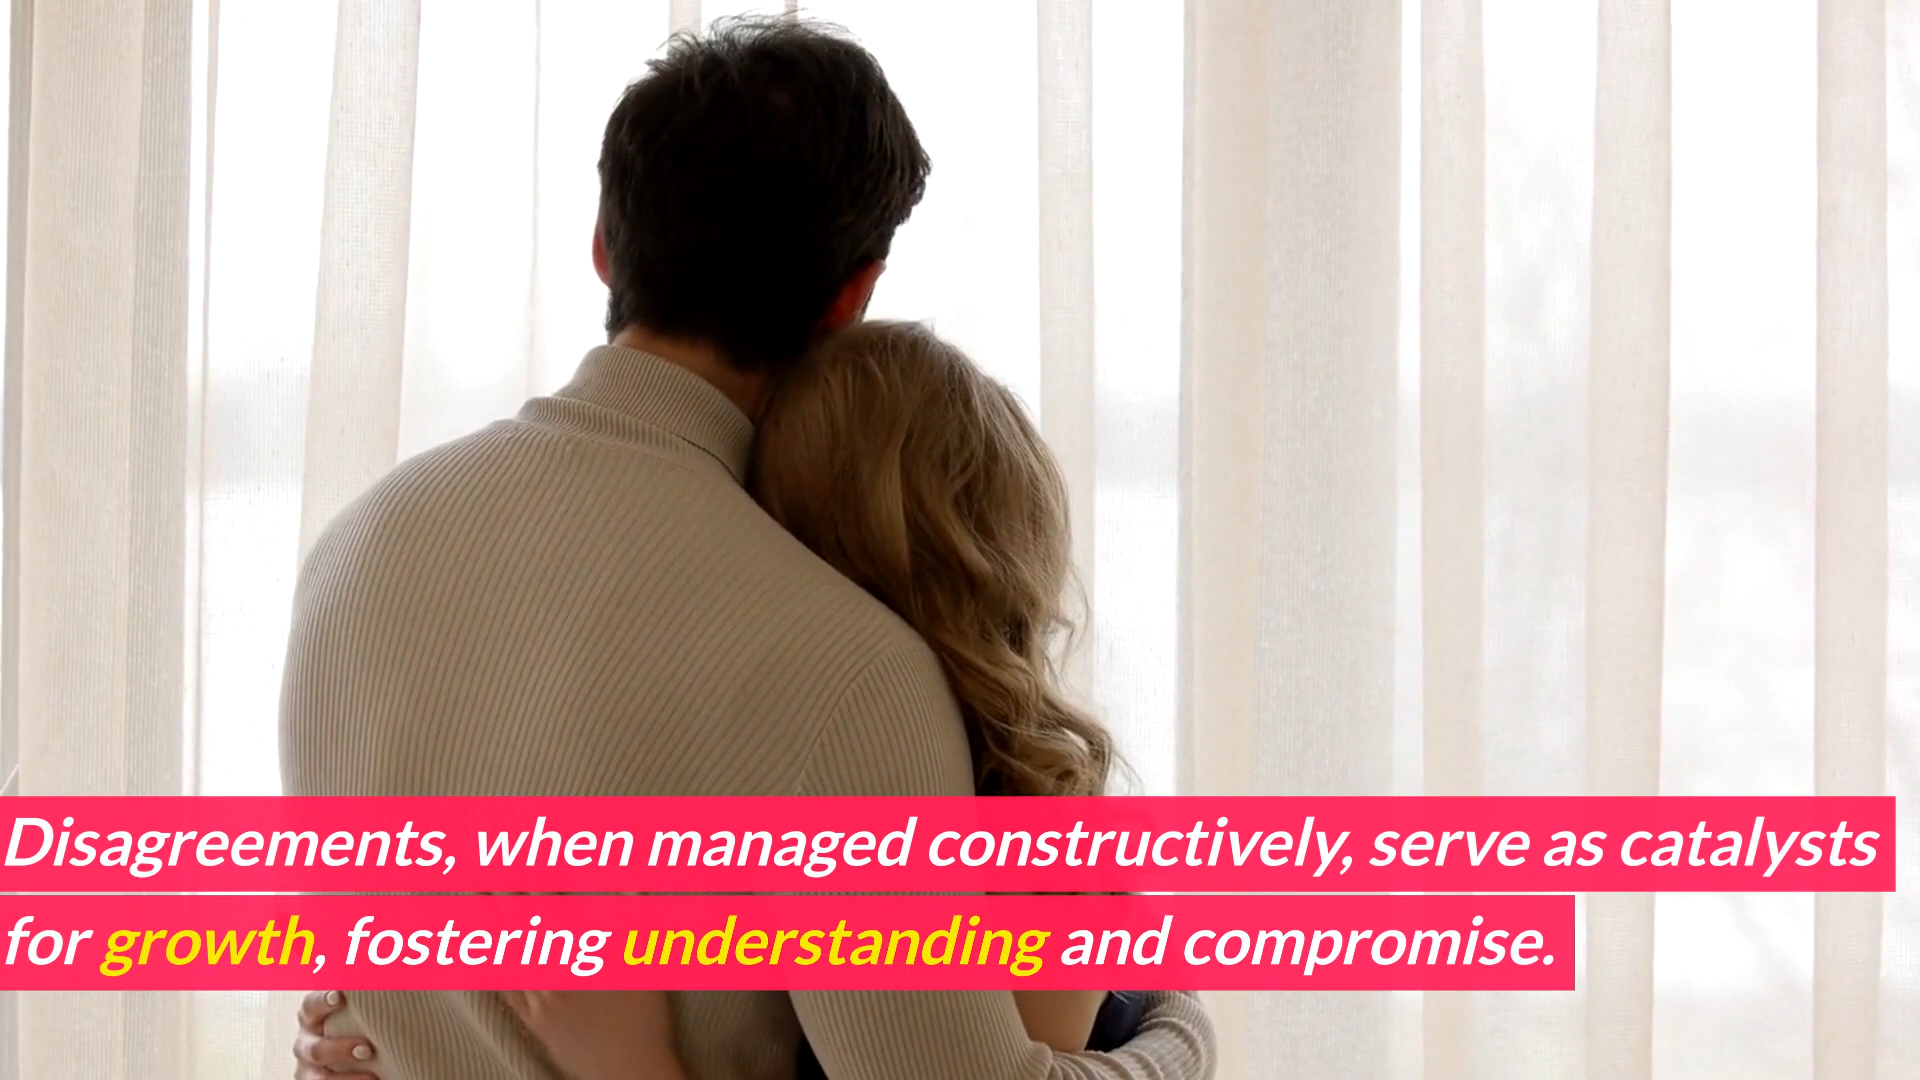 Disagreements, when managed constructively, serve as catalysts
for growth, fostering understanding and compromise.